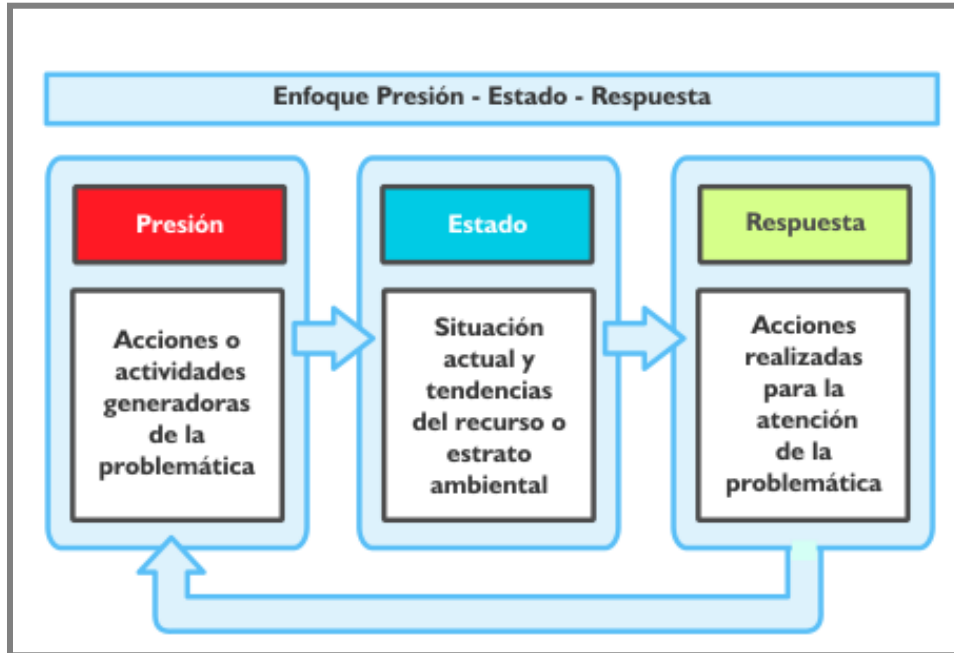 Enfoque Presión - Estado - Respuesta
Presión
Acciones o
actividades
generadoras
de la
problemática
Estado
Situación
actual y
tendencias
del recurso o
estrato
ambiental
Respuesta
Acciones
realizadas
para la
atención
de la
problemática